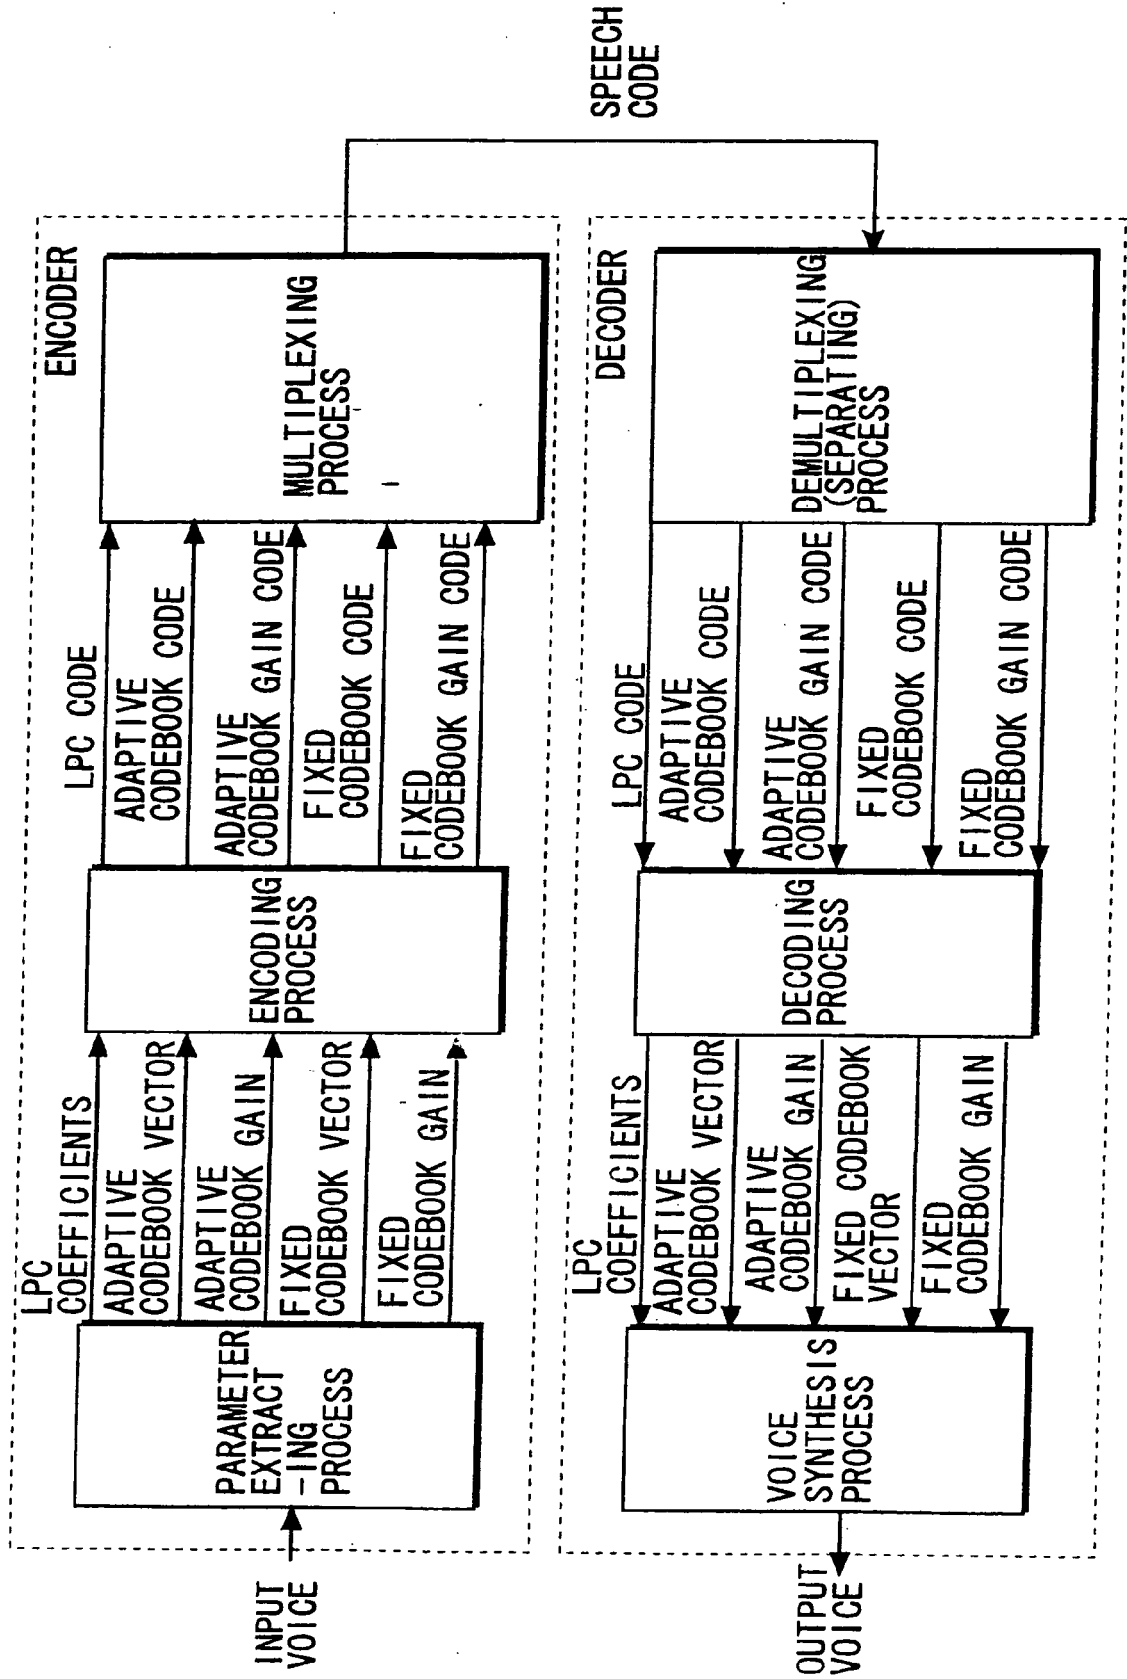 ENCODER
INPUT
VOICE
PARAMETER
EXTRACT
-ING
PROCESS
LPC
COEFFICIENTS
ADAPTIVE
CODEBOOK VECTOR
ADAPTIVE
CODEBOOK GAIN
FIXED
CODEBOOK VECTOR
FIXED
CODEBOOK GAIN
ENCODING
PROCESS
LPC CODE
ADAPTIVE
CODEBOOK CODE
ADAPTIVE
CODEBOOK GAIN CODE
FIXED
CODEBOOK CODE
FIXED
CODEBOOK GAIN CODE
MULTIPLEXING
PROCESS
SPEECH
CODE
DECODER
DEMULTIPLEXING
(SEPARATING)
PROCESS
LPC CODE
ADAPTIVE
CODEBOOK CODE
ADAPTIVE
CODEBOOK GAIN CODE
FIXED
CODEBOOK CODE
FIXED
CODEBOOK GAIN CODE
DECODING
PROCESS
LPC
COEFFICIENTS
ADAPTIVE
CODEBOOK VECTOR
ADAPTIVE
CODEBOOK GAIN
FIXED CODEBOOK
VECTOR
FIXED
CODEBOOK GAIN
VOICE
SYNTHESIS
PROCESS
OUTPUT
VOICE